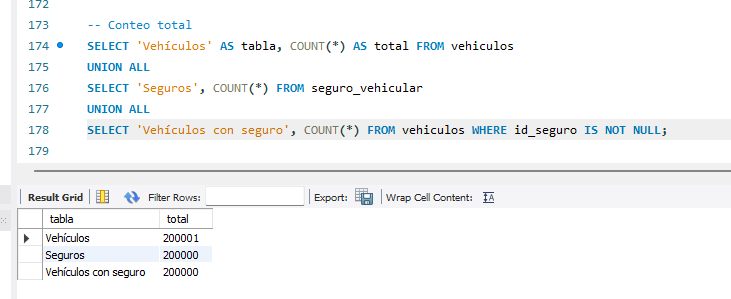 172
173 -- Conteo total
174 SELECT 'Vehículos' AS tabla, COUNT(*) AS total FROM vehiculos
175 UNION ALL
176 SELECT 'Seguros', COUNT(*) FROM seguro_vehicular
177 UNION ALL
178 SELECT 'Vehículos con seguro', COUNT(*) FROM vehiculos WHERE id_seguro IS NOT NULL;
179
Result Grid Filter Rows: Export: Wrap Cell Content:
tabla total
Vehículos 200001
Seguros 200000
Vehículos con seguro 200000